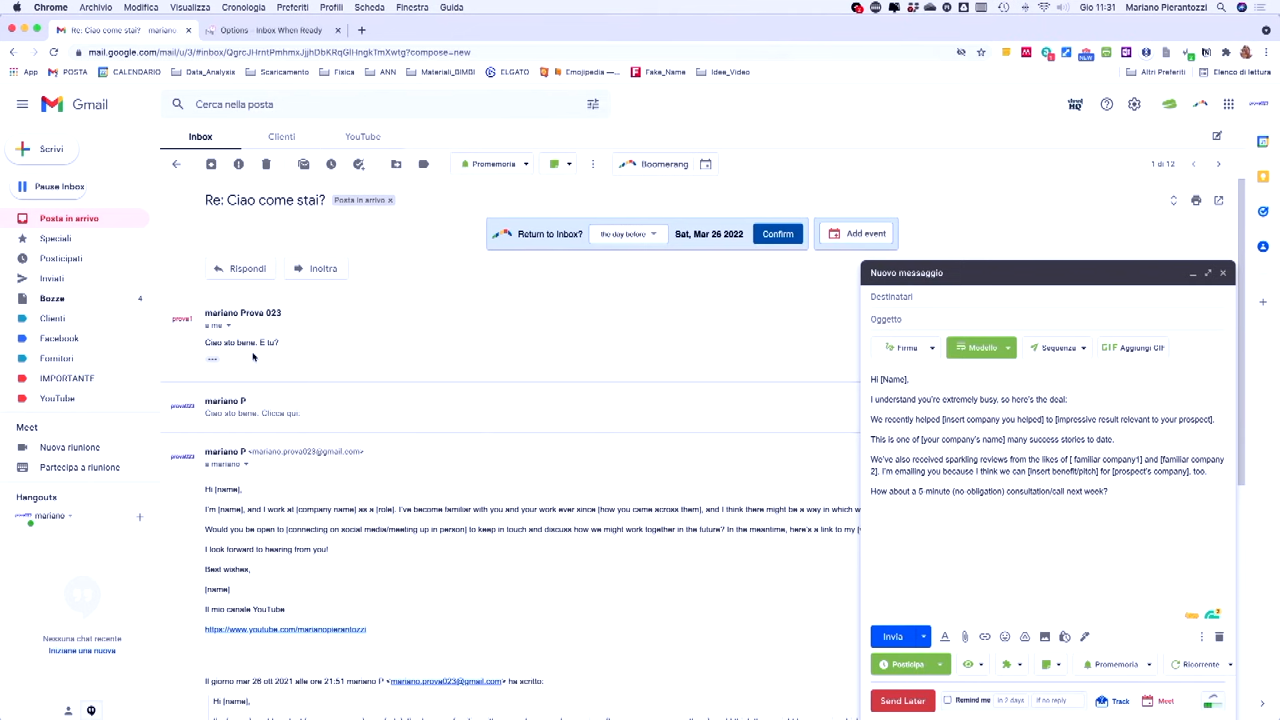 Chrome Archivio Modifica Visualizza Cronologia Preferiti Profili Scheda Finestra Guida Gio 11:31 Mariano Pierantozzi
Re: Ciao come stai? mariano Options - Inbox When Ready
mail.google.com/mail/u/3/#inbox/QgrcJHrntPmhmxJjjhDbKRqGlHngkTmXwtg?compose=new
App POSTA CALENDARIO Data_Analysis Scaricamento Fisica ANN Material_BIMBI ELGATO Emojipedia —... Fake_Name Idee_Video Altri Preferiti Elenco di lettura
Gmail Cerca nella posta
Inbox Clienti YouTube
Scrivi
Promemoria Boomerang 1 di 12
Pause Inbox
Re: Ciao come stai? Posta in arrivo x
Posta in arrivo
Return to Inbox? the day before Sat, Mar 26 2022 Confirm Add event
Speciali
Posticipati
Rispondi Inoltra
Inviati
Bozze 4
Clienti
Facebook
Fornitori
IMPORTANTE
YouTube
Meet
Nuova riunione
Partecipa a riunione
Hangouts
mariano
Nessuna chat recente
Iniziane una nuova
prova1 mariano Prova 023
a me
Ciao sto bene. E tu?
prova023 mariano P
Ciao sto bene. Clicca qui:
prova023 mariano P <mariano.prova023@gmail.com>
a mariano
Hi [name],
I'm [name], and I work at [company name] as a [role]. I've become familiar with you and your work ever since [how you came across them], and I think there might be a way in which w
Would you be open to [connecting on social media/meeting up in person] to keep in touch and discuss how we might work together in the future? In the meantime, here's a link to my [
I look forward to hearing from you!
Best wishes,
[name]
Il mio canale YouTube
https://www.youtube.com/marianopierantozzi
Il giorno mar 26 ott 2021 alle ore 21:51 mariano P <mariano.prova023@gmail.com> ha scritto:
Hi [name],
Nuovo messaggio
Destinatari
Oggetto
Firma Modello Sequenza Aggiungi GIF
Hi [Name],
I understand you're extremely busy, so here's the deal:
We recently helped [insert company you helped] to [impressive result relevant to your prospect].
This is one of [your company's name] many success stories to date.
We've also received sparkling reviews from the likes of [ familiar company1] and [familiar company
2]. I'm emailing you because I think we can [insert benefit/pitch] for [prospect's company], too.
How about a 5-minute (no obligation) consultation/call next week?
Invia
Posticipa Promemoria Ricorrente
Send Later Remind me in 2 days if no reply Track Meet